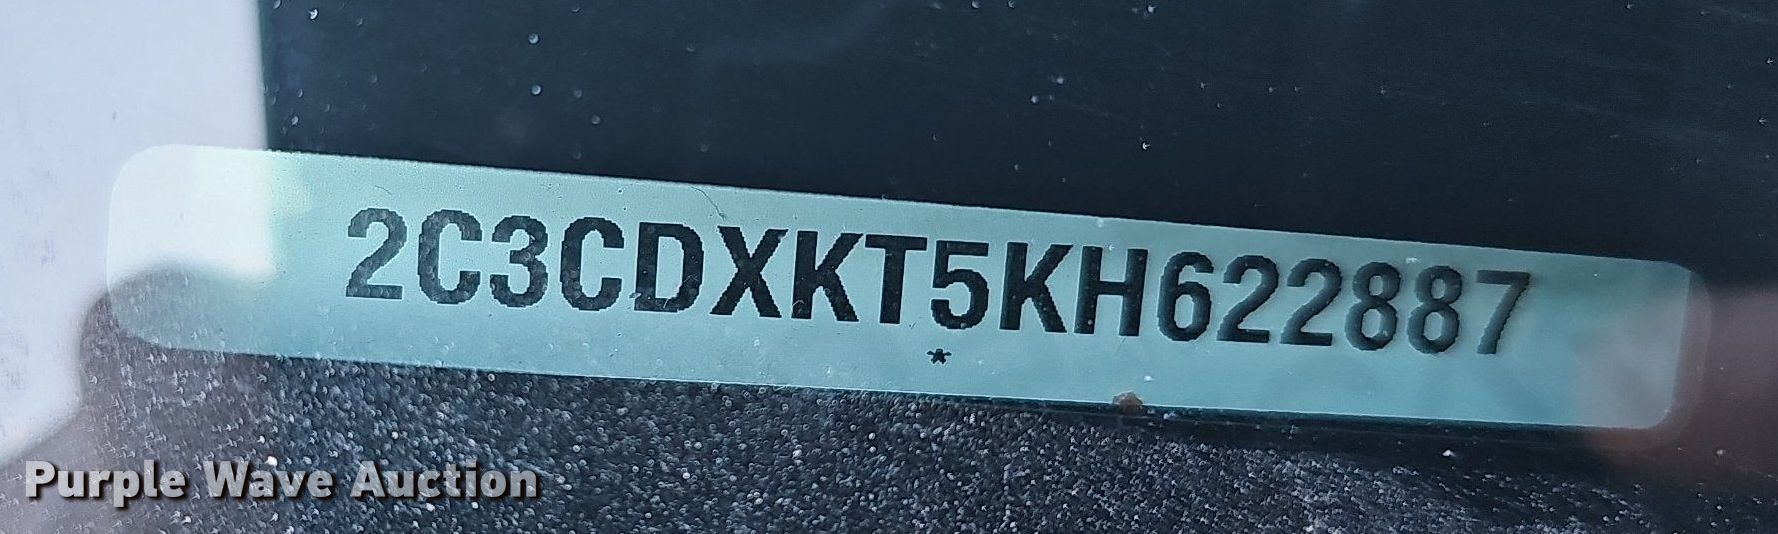 2C3CDXKT5KH622887
*
Purple Wave Auction